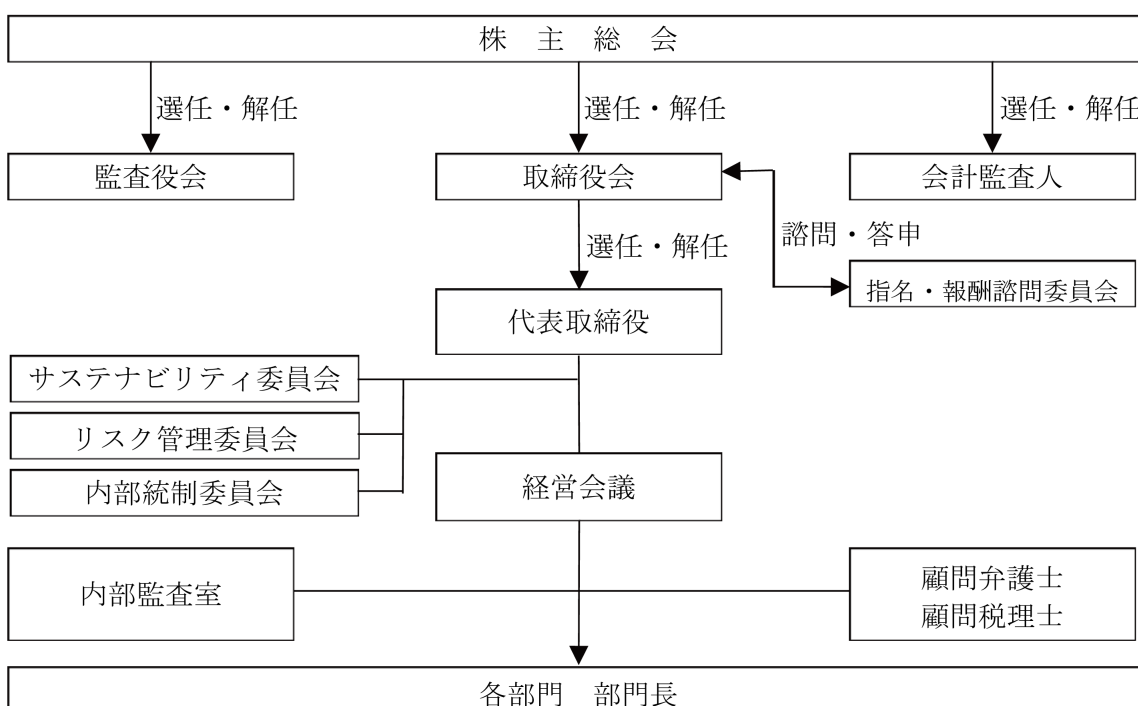 株　主　総　会
選任・解任
選任・解任
選任・解任
監査役会
取締役会
会計監査人
選任・解任
諮問・答申
指名・報酬諮問委員会
代表取締役
サステナビリティ委員会
リスク管理委員会
内部統制委員会
経営会議
内部監査室
顧問弁護士
顧問税理士
各部門　部門長